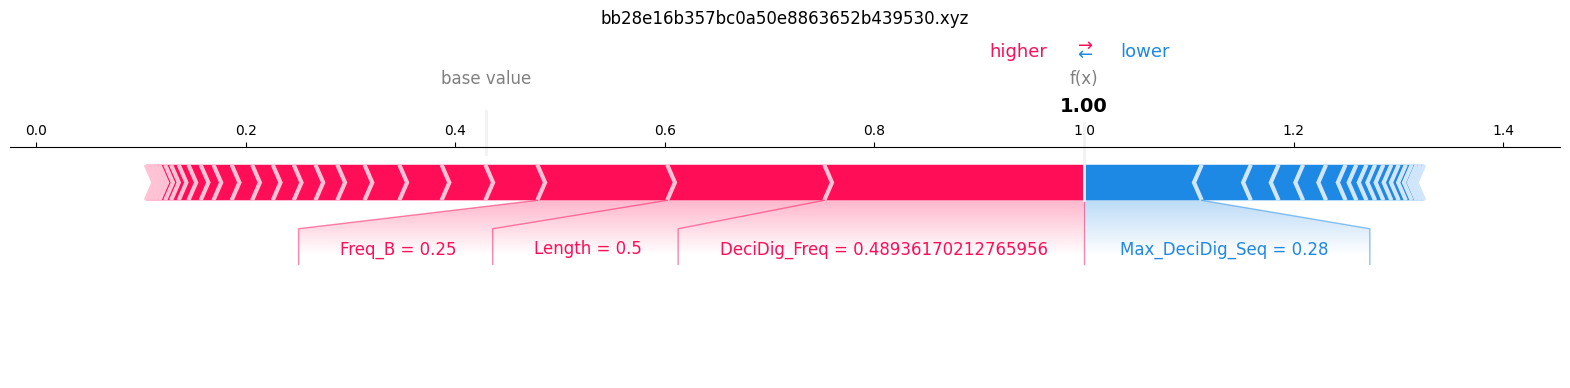 bb28e16b357bc0a50e8863652b439530.xyz
higher ⇄ lower
base value f(x)
1.00
0.0 0.2 0.4 0.6 0.8 1.0 1.2 1.4
Freq_B = 0.25 Length = 0.5 DeciDig_Freq = 0.48936170212765956 Max_DeciDig_Seq = 0.28